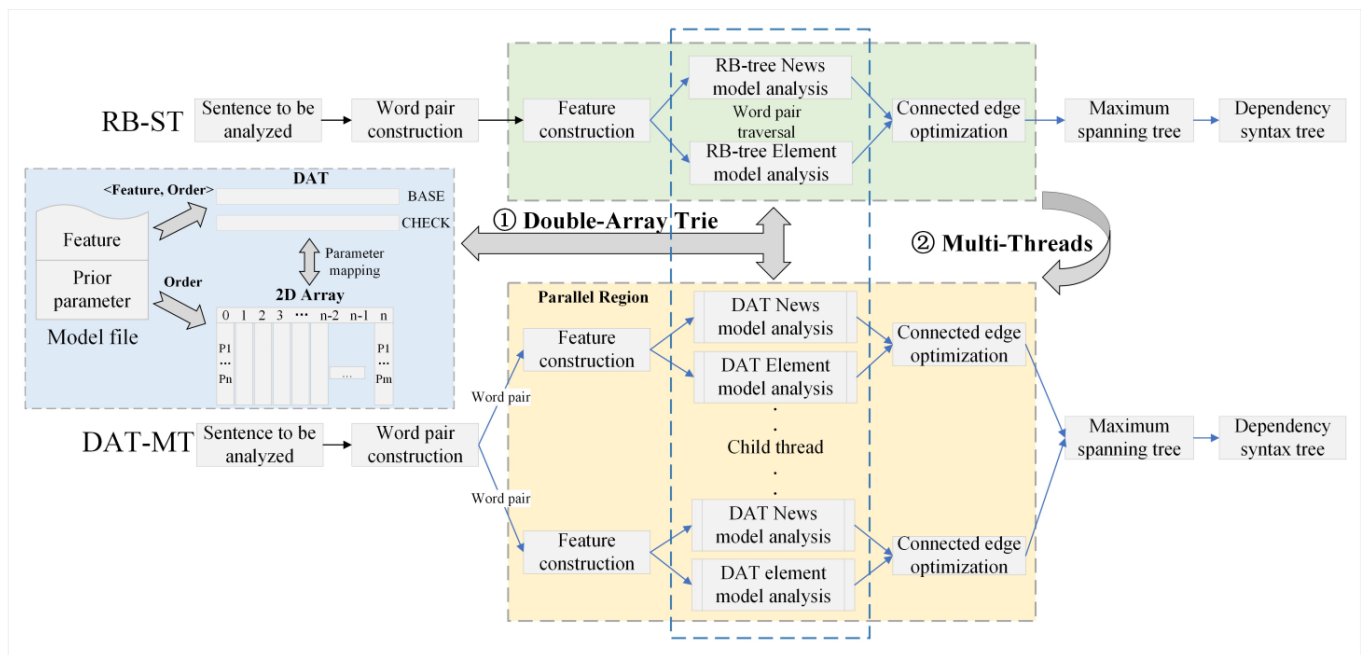 RB-ST
Sentence to be
analyzed
Word pair
construction
Feature
construction
RB-tree News
model analysis
Word pair
traversal
RB-tree Element
model analysis
Connected edge
optimization
Maximum
spanning tree
Dependency
syntax tree
DAT
<Feature, Order>
BASE
CHECK
Feature
Prior
parameter
Model file
Order
Parameter
mapping
2D Array
0 1 2 3 ... n-2 n-1 n
P1
...
Pn
...
P1
...
Pm
① Double-Array Trie
② Multi-Threads
DAT-MT
Sentence to be
analyzed
Word pair
construction
Word pair
Word pair
Parallel Region
Feature
construction
DAT News
model analysis
DAT Element
model analysis
Connected edge
optimization
Child thread
Feature
construction
DAT News
model analysis
DAT element
model analysis
Connected edge
optimization
Maximum
spanning tree
Dependency
syntax tree